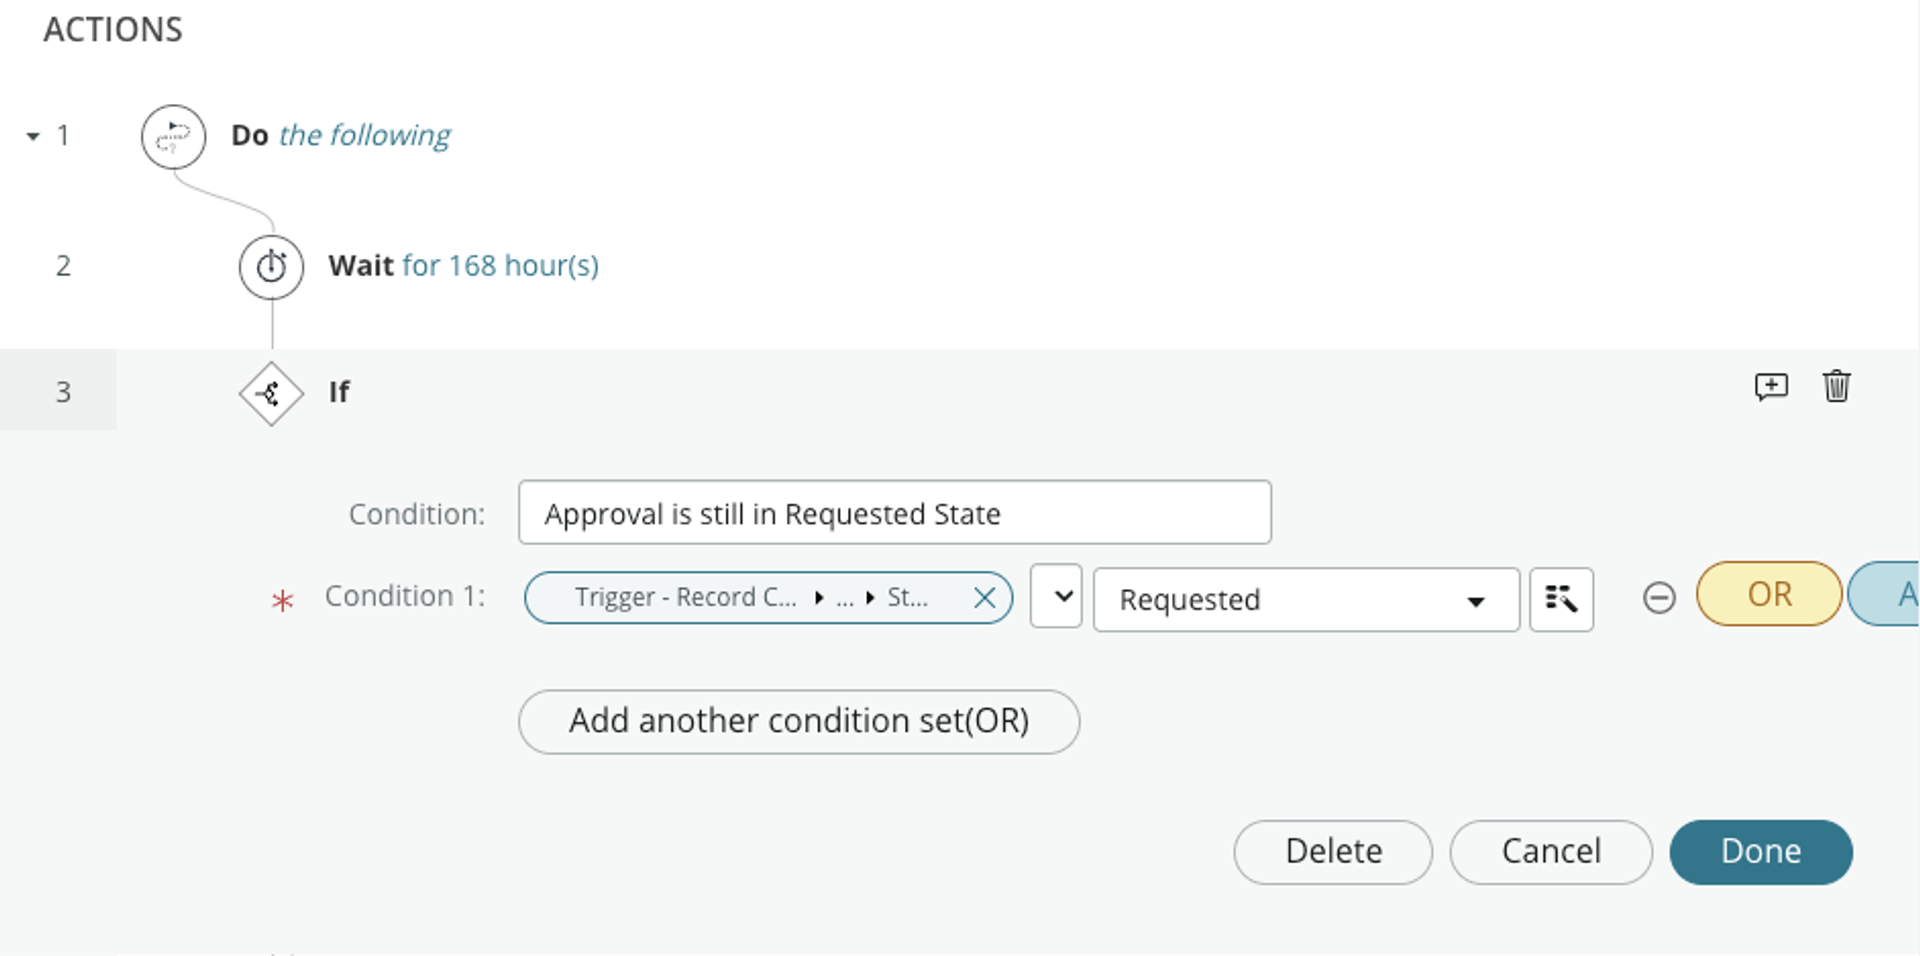 ACTIONS
1 Do the following
2 Wait for 168 hour(s)
3 If
Condition: Approval is still in Requested State
* Condition 1: Trigger - Record C... ... St... Requested OR A
Add another condition set(OR)
Delete Cancel Done